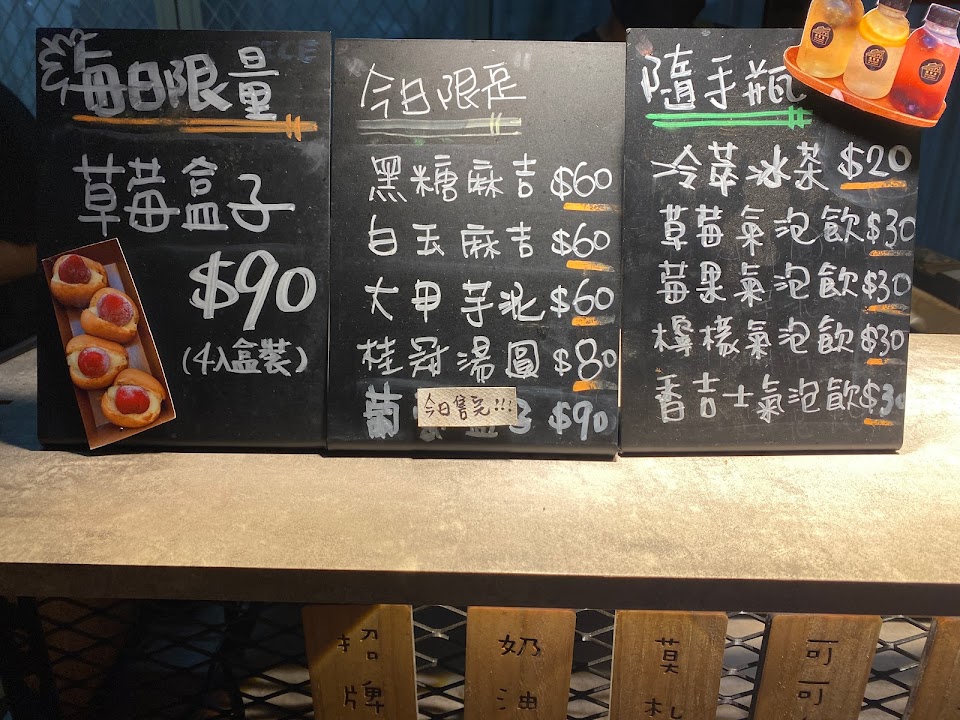 每日限量
草莓盒子
$90
(4入盒裝)
今日限定
黑糖麻吉 $60
白玉麻吉 $60
大甲芋泥 $60
桂冠湯圓 $80
今日售完!!!
$90
隨手瓶
冷萃冰茶 $20
草莓氣泡飲 $30
莓果氣泡飲 $30
檸檬氣泡飲 $30
香吉士氣泡飲 $30
招牌
奶油
莫札
可可